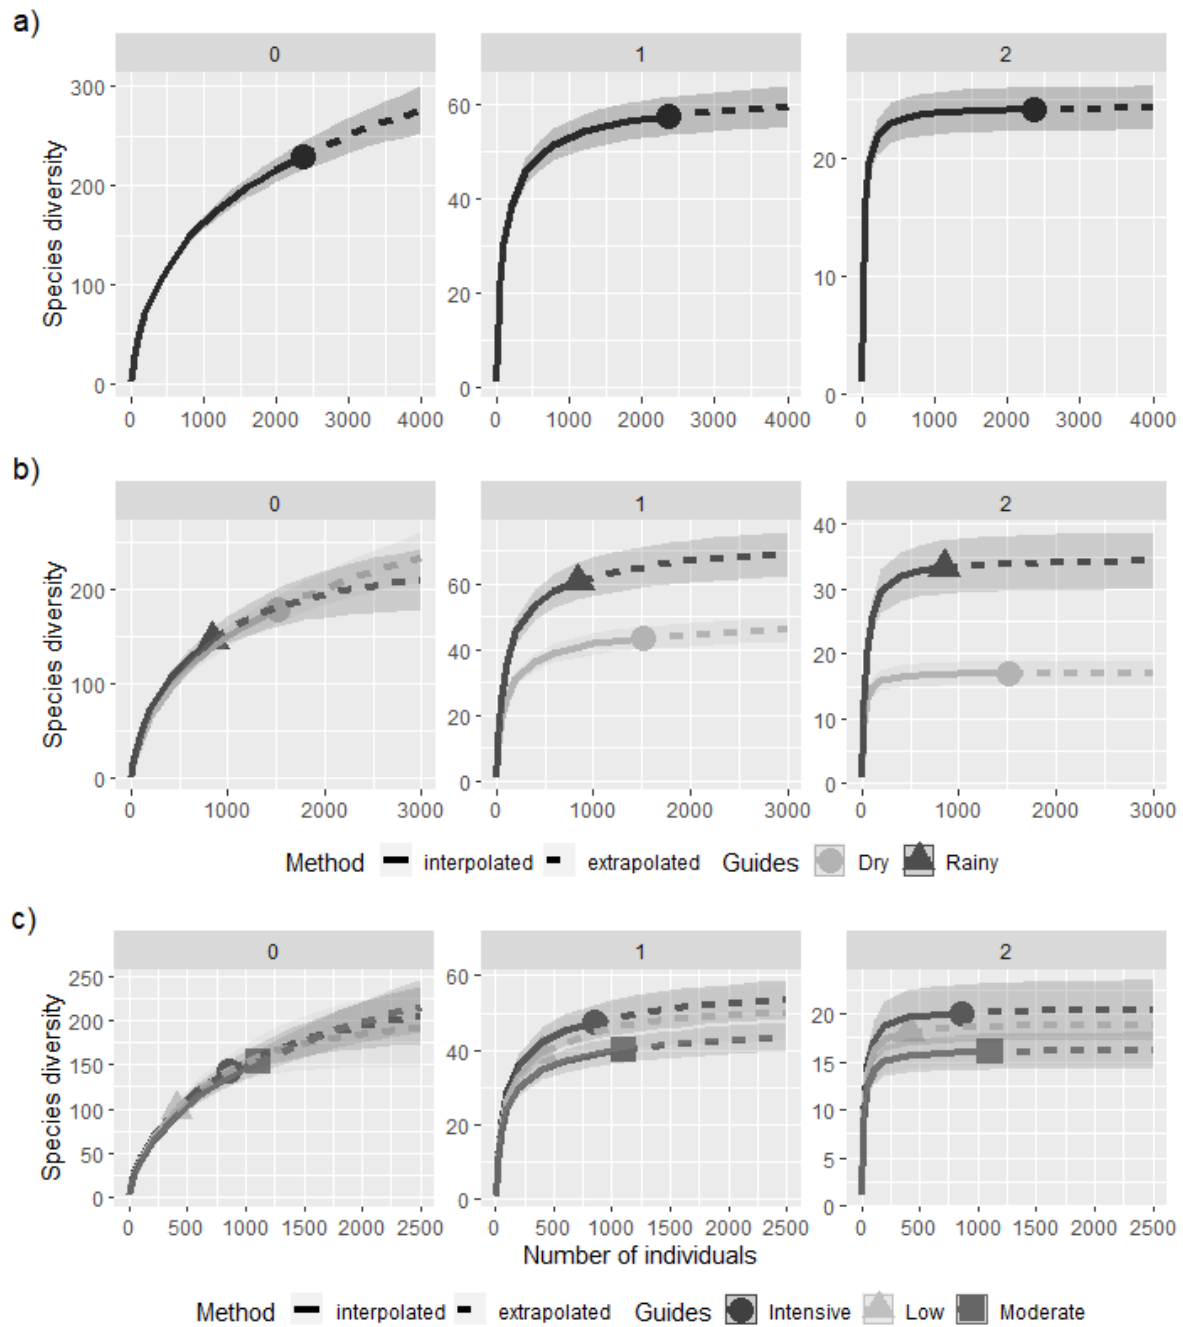 a)
0 1 2
Species diversity
300
200
100
0
60
40
20
0
20
10
0
0 1000 2000 3000 4000 0 1000 2000 3000 4000 0 1000 2000 3000 4000
b)
0 1 2
Species diversity
200
100
0
60
40
20
0
40
30
20
10
0
0 1000 2000 3000 0 1000 2000 3000 0 1000 2000 3000
Method interpolated extrapolated Guides Dry Rainy
c)
0 1 2
Species diversity
250
200
150
100
50
0
60
40
20
0
20
15
10
5
0
0 500 1000 1500 2000 2500 0 500 1000 1500 2000 2500 0 500 1000 1500 2000 2500
Number of individuals
Method interpolated extrapolated Guides Intensive Low Moderate